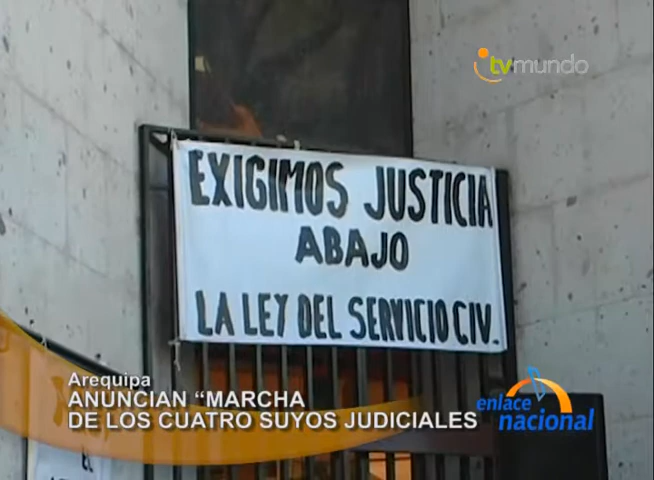 tvmundo
EXIGIMOS JUSTICIA
ABAJO
LA LEY DEL SERVICIO CIV.
Arequipa
ANUNCIAN “MARCHA
DE LOS CUATRO SUYOS JUDICIALES
enlace
nacional